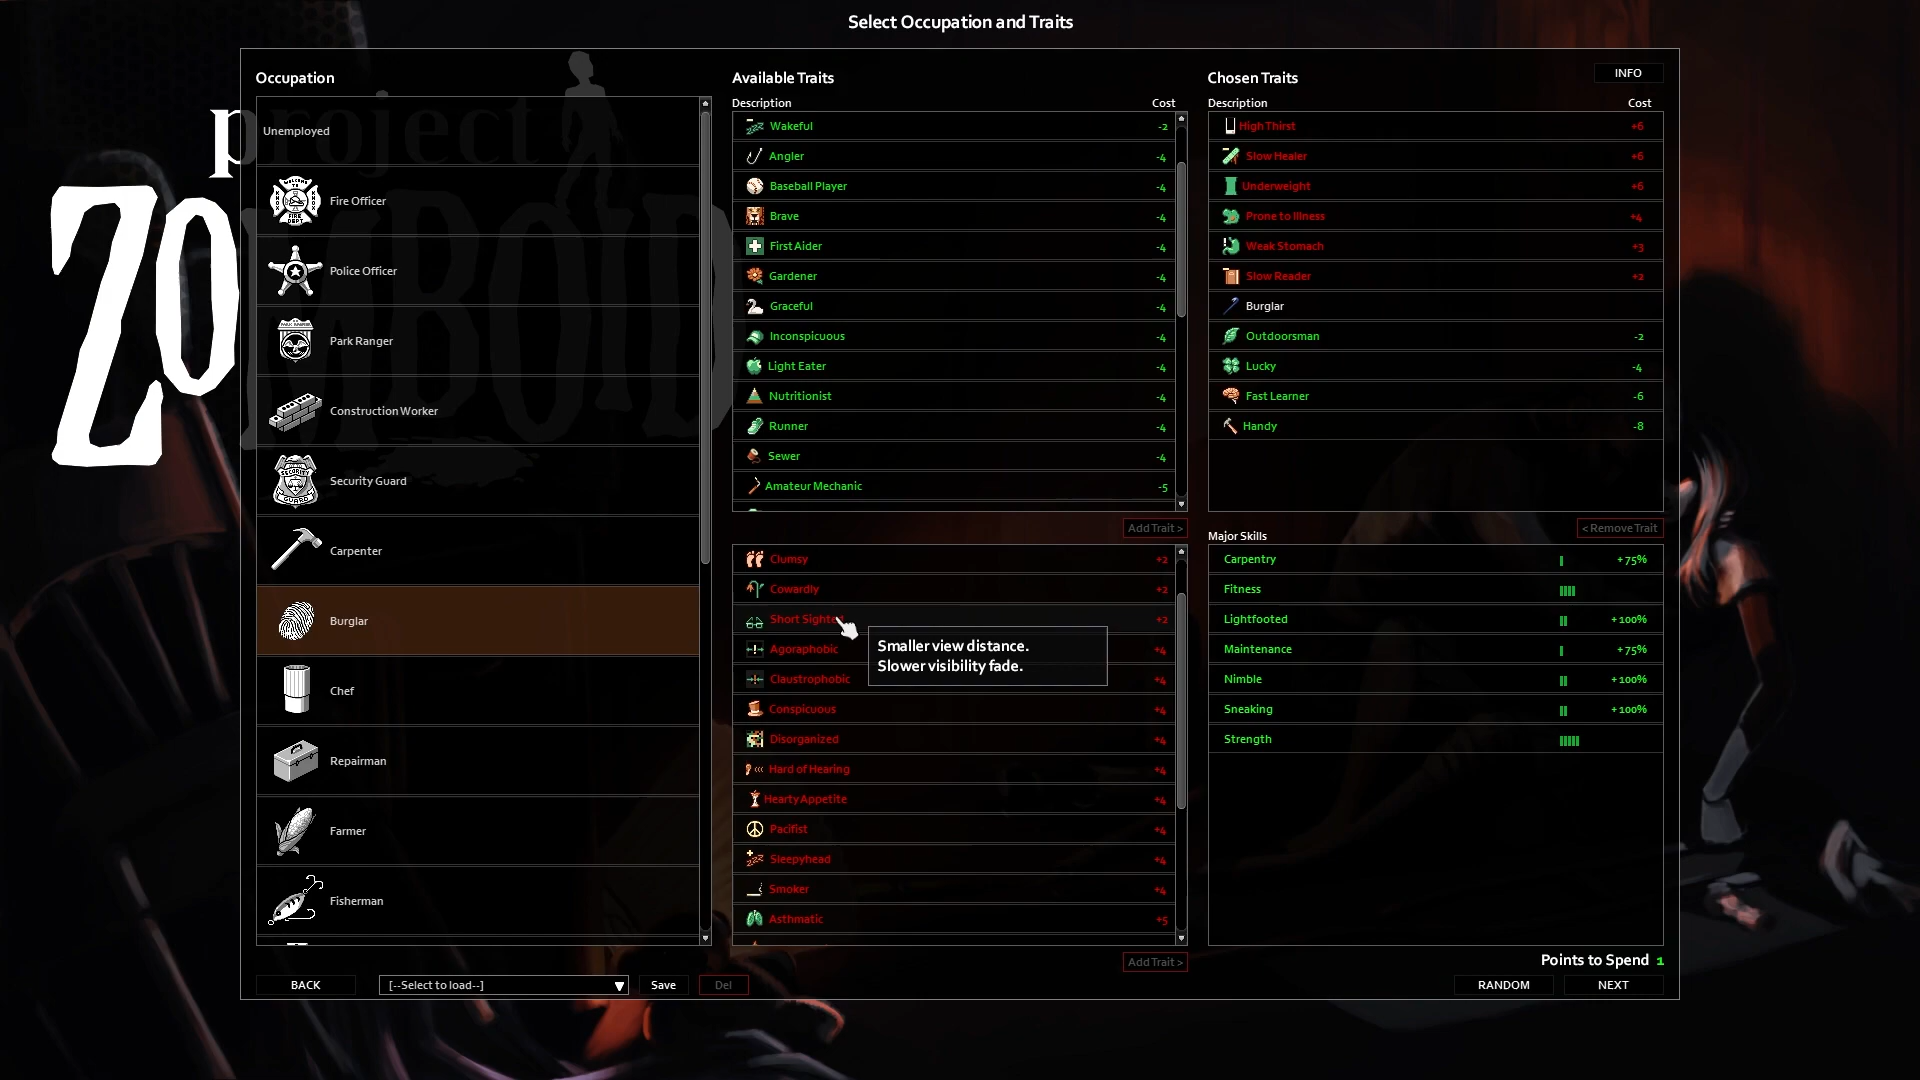 Select Occupation and Traits
project
ZOMBOID
Occupation
Unemployed
Fire Officer
Police Officer
Park Ranger
Construction Worker
Security Guard
Carpenter
Burglar
Chef
Repairman
Farmer
Fisherman
Available Traits
Description Cost
Wakeful -2
Angler -4
Baseball Player -4
Brave -4
First Aider -4
Gardener -4
Graceful -4
Inconspicuous -4
Light Eater -4
Nutritionist -4
Runner -4
Sewer -4
Amateur Mechanic -5
Add Trait >
Clumsy +2
Cowardly +2
Short Sighte +2
Smaller view distance.
Slower visibility fade.
Agoraphobic +4
Claustrophobic +4
Conspicuous +4
Disorganized +4
Hard of Hearing +4
Hearty Appetite +4
Pacifist +4
Sleepyhead +4
Smoker +4
Asthmatic +5
Add Trait >
Chosen Traits
INFO
Description Cost
High Thirst +6
Slow Healer +6
Underweight +6
Prone to Illness +4
Weak Stomach +3
Slow Reader +2
Burglar
Outdoorsman -2
Lucky -4
Fast Learner -6
Handy -8
< Remove Trait
Major Skills
Carpentry +75%
Fitness
Lightfooted +100%
Maintenance +75%
Nimble +100%
Sneaking +100%
Strength
Points to Spend 1
BACK
[--Select to load--]
Save
Del
RANDOM
NEXT